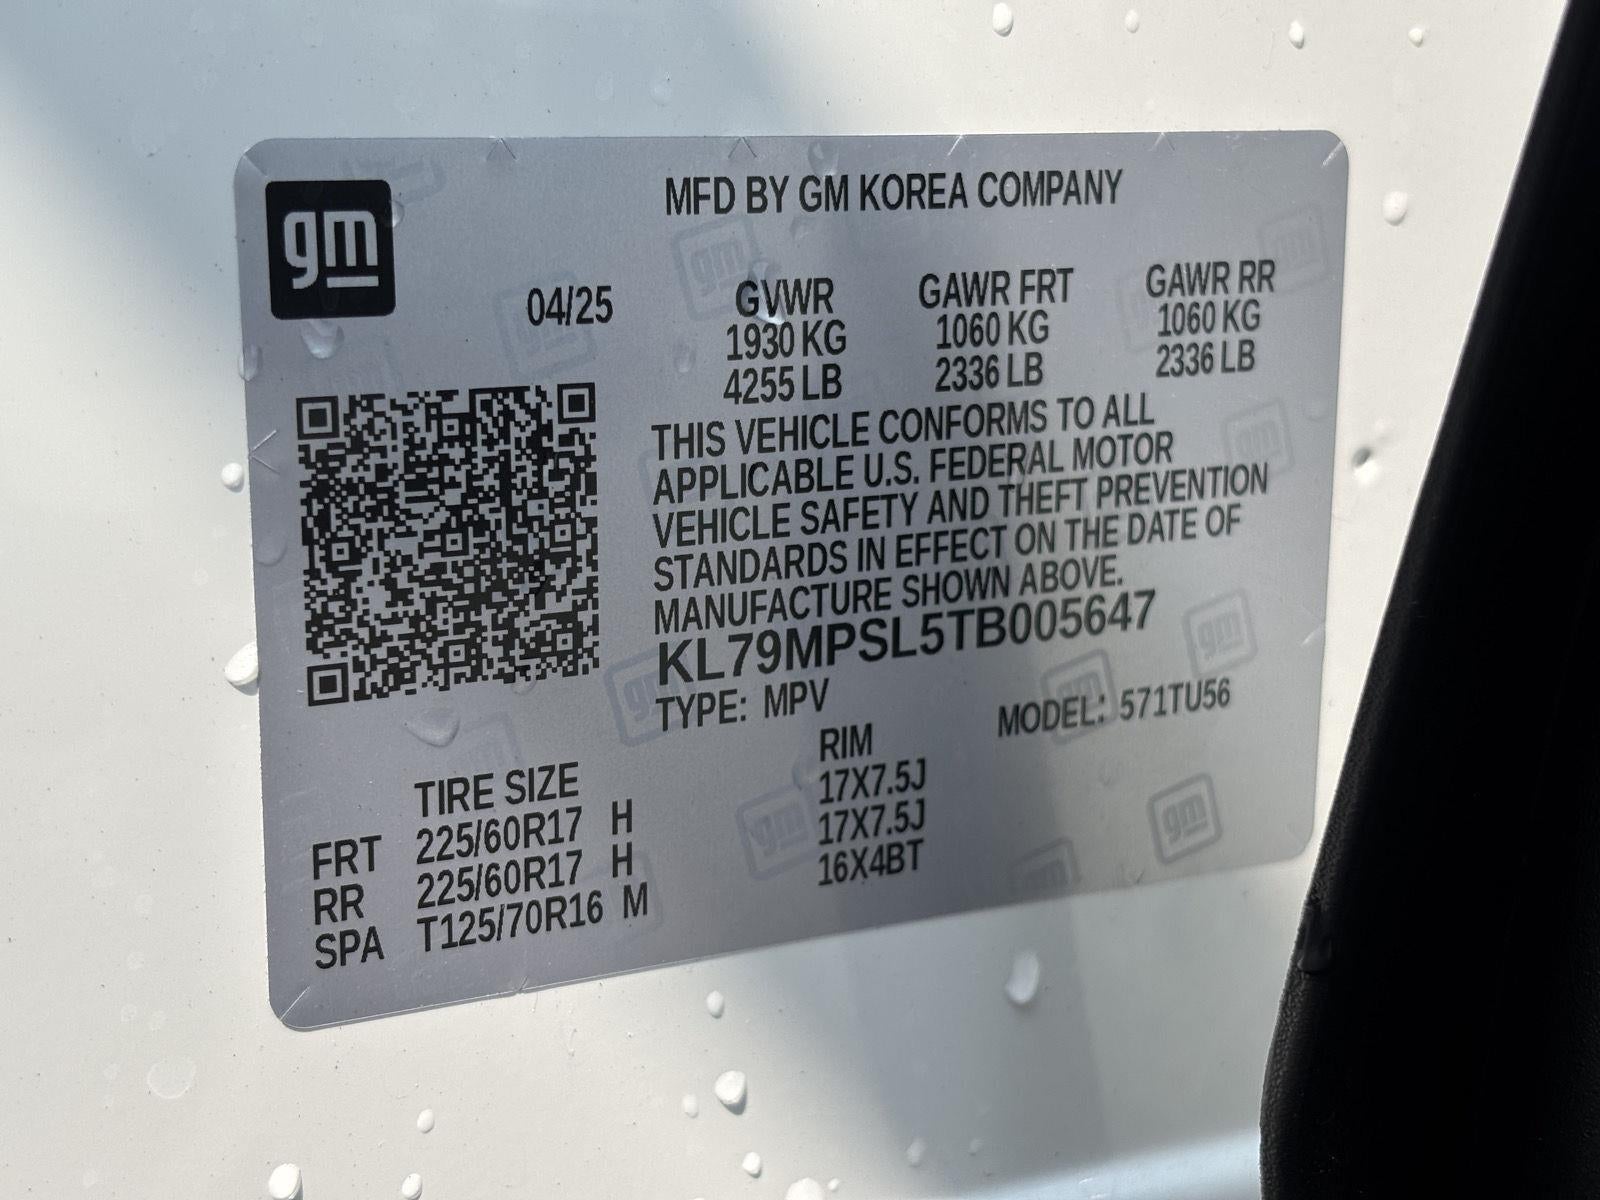 gm
MFD BY GM KOREA COMPANY
04/25 GVWR GAWR FRT GAWR RR
1930 KG 1060 KG 1060 KG
4255 LB 2336 LB 2336 LB
THIS VEHICLE CONFORMS TO ALL
APPLICABLE U.S. FEDERAL MOTOR
VEHICLE SAFETY AND THEFT PREVENTION
STANDARDS IN EFFECT ON THE DATE OF
MANUFACTURE SHOWN ABOVE.
KL79MPSL5TB005647
TYPE: MPV MODEL: 571TU56
TIRE SIZE RIM
FRT 225/60R17 H 17X7.5J
RR 225/60R17 H 17X7.5J
SPA T125/70R16 M 16X4BT